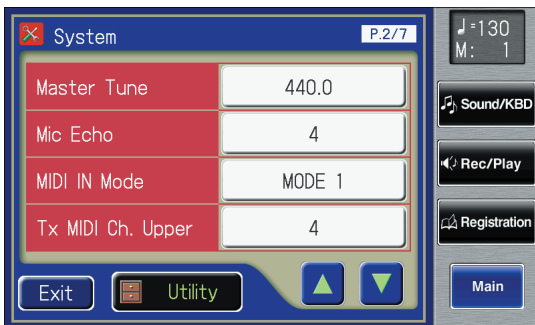 System
P.2/7
Master Tune 440.0
Mic Echo 4
MIDI IN Mode MODE 1
Tx MIDI Ch. Upper 4
Exit
Utility
♩=130
M: 1
Sound/KBD
Rec/Play
Registration
Main